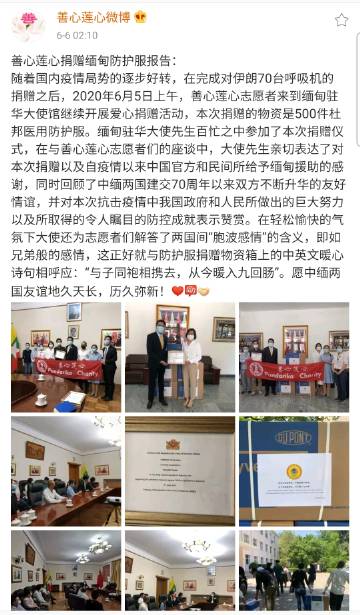 善心莲心微博
6-6 02:10
善心莲心捐赠缅甸防护服报告:
随着国内疫情局势的逐步好转，在完成对伊朗70台呼吸机的
捐赠之后，2020年6月5日上午，善心莲心志愿者来到缅甸驻
华大使馆继续开展爱心捐赠活动，本次捐赠的物资是500件杜
邦医用防护服。缅甸驻华大使先生百忙之中参加了本次捐赠仪
式，在与善心莲心志愿者们的座谈中，大使先生亲切表达了对
本次捐赠以及自疫情以来中国官方和民间所给予缅甸援助的感
谢，同时回顾了中缅两国建交70周年以来双方不断升华的友好
情谊，并对本次抗击疫情中我国政府和人民所做出的巨大努力
以及所取得的令人瞩目的防控成就表示赞赏。在轻松愉快的气
氛下大使还为志愿者们解答了两国间“胞波感情”的含义，即如
兄弟般的感情，这正好就与防护服捐赠物资箱上的中英文暖心
诗句相呼应：“与子同袍相携去，从今暖入九回肠”。愿中缅两
国友谊地久天长，历久弥新！
善心莲心
Pundarika Charity
善心莲心
Pundarika Charity
DUPONT